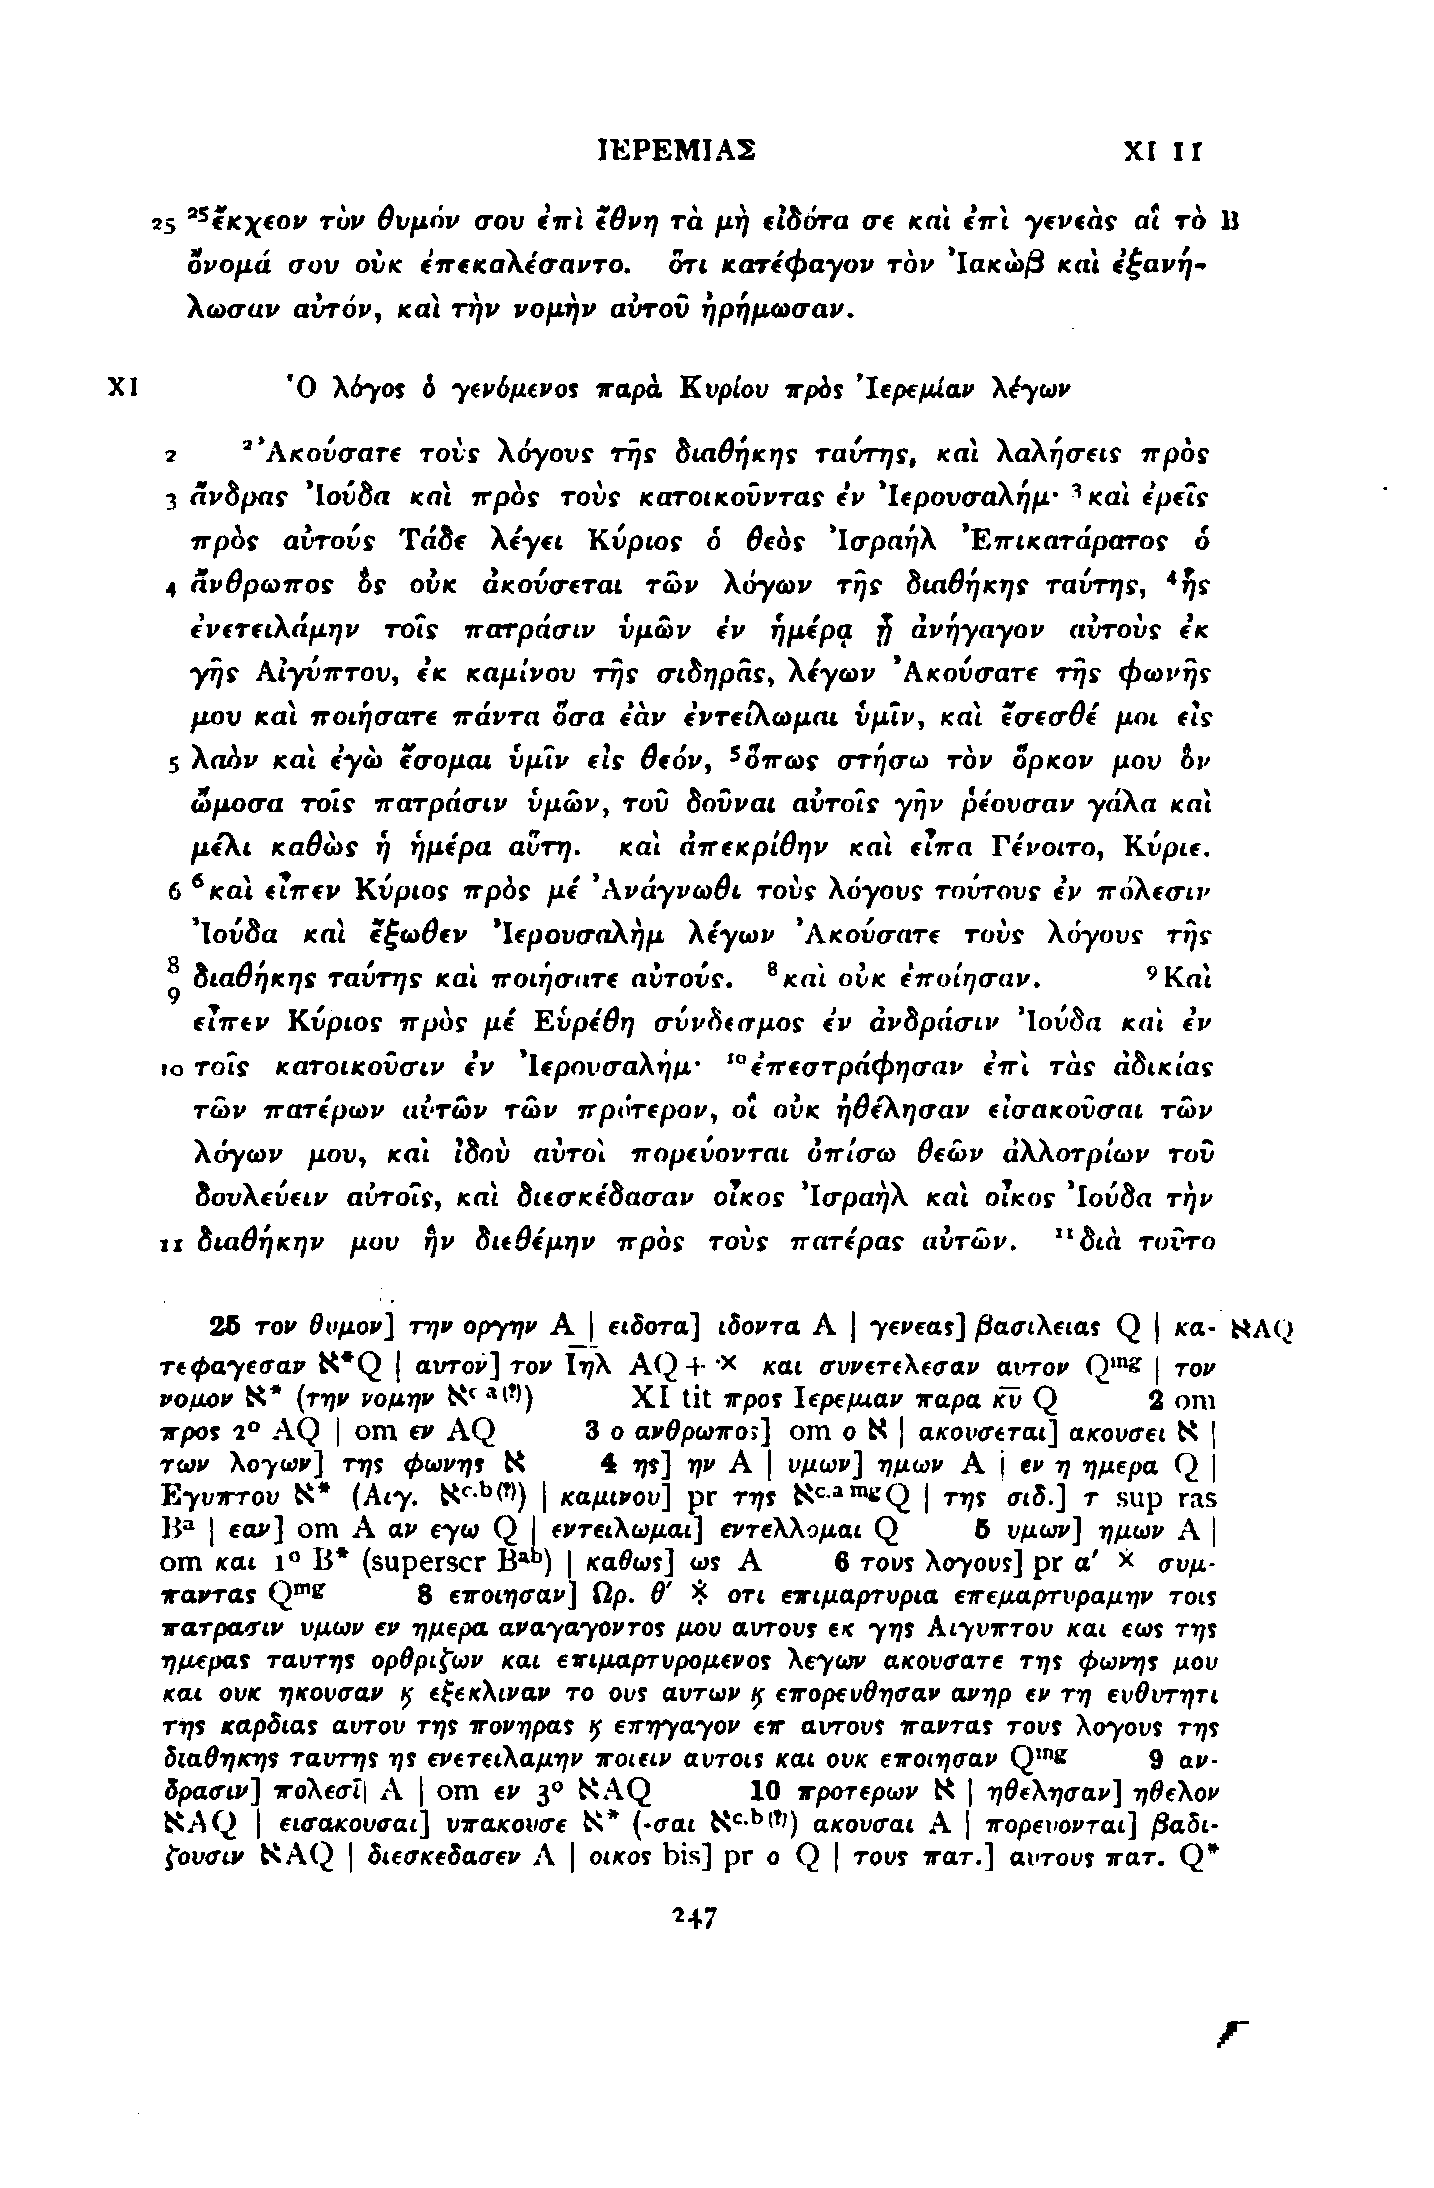 ΙΕΡΕΜΙΑΣ XI 11
25 ²⁵ἔκχεον τὸν θυμόν σου ἐπὶ ἔθνη τὰ μὴ εἰδότα σε καὶ ἐπὶ γενεὰς αἳ τὸ B
ὄνομά σου οὐκ ἐπεκαλέσαντο. ὅτι κατέφαγον τὸν Ἰακὼβ καὶ ἐξανή-
λωσαν αὐτόν, καὶ τὴν νομὴν αὐτοῦ ἠρήμωσαν.
XI Ὁ λόγος ὁ γενόμενος παρὰ Κυρίου πρὸς Ἰερεμίαν λέγων
2 ²Ἀκούσατε τοὺς λόγους τῆς διαθήκης ταύτης, καὶ λαλήσεις πρὸς
3 ἄνδρας Ἰούδα καὶ πρὸς τοὺς κατοικοῦντας ἐν Ἰερουσαλήμ· ³καὶ ἐρεῖς
πρὸς αὐτούς Τάδε λέγει Κύριος ὁ θεὸς Ἰσραήλ Ἐπικατάρατος ὁ
4 ἄνθρωπος ὃς οὐκ ἀκούσεται τῶν λόγων τῆς διαθήκης ταύτης, ⁴ἧς
ἐνετειλάμην τοῖς πατράσιν ὑμῶν ἐν ἡμέρᾳ ᾗ ἀνήγαγον αὐτοὺς ἐκ
γῆς Αἰγύπτου, ἐκ καμίνου τῆς σιδηρᾶς, λέγων Ἀκούσατε τῆς φωνῆς
μου καὶ ποιήσατε πάντα ὅσα ἐὰν ἐντείλωμαι ὑμῖν, καὶ ἔσεσθέ μοι εἰς
5 λαὸν καὶ ἐγὼ ἔσομαι ὑμῖν εἰς θεόν, ⁵ὅπως στήσω τὸν ὅρκον μου ὃν
ὤμοσα τοῖς πατράσιν ὑμῶν, τοῦ δοῦναι αὐτοῖς γῆν ῥέουσαν γάλα καὶ
μέλι καθὼς ἡ ἡμέρα αὕτη. καὶ ἀπεκρίθην καὶ εἶπα Γένοιτο, Κύριε.
6 ⁶καὶ εἶπεν Κύριος πρὸς μέ Ἀνάγνωθι τοὺς λόγους τούτους ἐν πόλεσιν
Ἰούδα καὶ ἔξωθεν Ἰερουσαλὴμ λέγων Ἀκούσατε τοὺς λόγους τῆς
8 διαθήκης ταύτης καὶ ποιήσατε αὐτούς. ⁸καὶ οὐκ ἐποίησαν. ⁹Καὶ
9 εἶπεν Κύριος πρὸς μέ Εὑρέθη σύνδεσμος ἐν ἀνδράσιν Ἰούδα καὶ ἐν
10 τοῖς κατοικοῦσιν ἐν Ἰερουσαλήμ· ¹⁰ἐπεστράφησαν ἐπὶ τὰς ἀδικίας
τῶν πατέρων αὐτῶν τῶν πρότερον, οἳ οὐκ ἠθέλησαν εἰσακοῦσαι τῶν
λόγων μου, καὶ ἰδοὺ αὐτοὶ πορεύονται ὀπίσω θεῶν ἀλλοτρίων τοῦ
δουλεύειν αὐτοῖς, καὶ διεσκέδασαν οἶκος Ἰσραὴλ καὶ οἶκος Ἰούδα τὴν
11 διαθήκην μου ἣν διεθέμην πρὸς τοὺς πατέρας αὐτῶν. ¹¹διὰ τοῦτο
25 τον θυμον] την οργην A | ειδοτα] ιδοντα A | γενεας] βασιλειας Q | κα- אAQ
τεφαγεσαν א*Q | αυτον] τον Ιη̅λ AQ + ·※ και συνετελεσαν αυτον Qᵐᵍ | τον
νομον א* (την νομην אᶜ·ᵃ⁽?⁾) XI tit προς Ιερεμιαν παρα κ̅υ̅ Q 2 om
προς 2° AQ | om εν AQ 3 ο ανθρωπος] om ο א | ακουσεται] ακουσει א |
των λογων] της φωνης א 4 ης] ην A | υμων] ημων A | εν η ημερα Q |
Εγυπτου א* (Αιγ. אᶜ·ᵇ⁽?⁾) | καμινου] pr της אᶜ·ᵃ ᵐᵍQ | της σιδ.] τ sup ras
Bᵃ | εαν] om A αν εγω Q | εντειλωμαι] εντελλομαι Q 5 υμων] ημων A |
om και 1° B* (superscr Bᵃᵇ) | καθως] ως A 6 τους λογους] pr α′ ※ συμ-
παντας Qᵐᵍ 8 εποιησαν] Ωρ. θ′ ※ οτι επιμαρτυρια επεμαρτυραμην τοις
πατρασιν υμων εν ημερα αναγαγοντος μου αυτους εκ γης Αιγυπτου και εως της
ημερας ταυτης ορθριζων και επιμαρτυρομενος λεγων ακουσατε της φωνης μου
και ουκ ηκουσαν ϗ εξεκλιναν το ους αυτων ϗ επορευθησαν ανηρ εν τη ευθυτητι
της καρδιας αυτου της πονηρας ϗ επηγαγον επ αυτους παντας τους λογους της
διαθηκης ταυτης ης ενετειλαμην ποιειν αυτοις και ουκ εποιησαν Qᵐᵍ 9 αν-
δρασιν] πολεσῑ| A | om εν 3° אAQ 10 προτερων א | ηθελησαν] ηθελον
אAQ | εισακουσαι] υπακουσε א* (-σαι אᶜ·ᵇ⁽?⁾) ακουσαι A | πορευονται] βαδι-
ζουσιν אAQ | διεσκεδασεν A | οικος bis] pr ο Q | τους πατ.] αυτους πατ. Q*
247